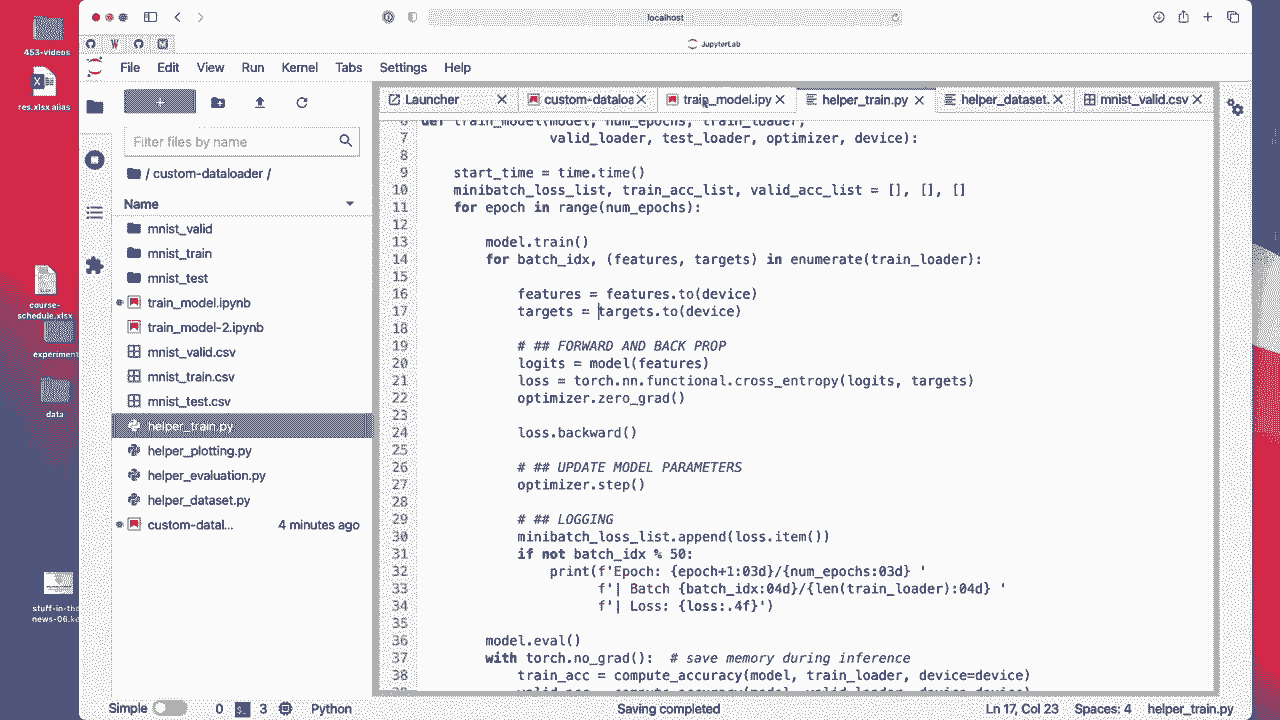 localhost
JupyterLab
File Edit View Run Kernel Tabs Settings Help
Launcher
custom-dataloa
train_model.ipy
helper_train.py
helper_dataset.
mnist_valid.csv
Filter files by name
/ custom-dataloader /
Name
mnist_valid
mnist_train
mnist_test
train_model.ipynb
train_model-2.ipynb
mnist_valid.csv
mnist_train.csv
mnist_test.csv
helper_train.py
helper_plotting.py
helper_evaluation.py
helper_dataset.py
custom-datal... 4 minutes ago
6 def train_model(model, num_epochs, train_loader,
7 valid_loader, test_loader, optimizer, device):
8
9 start_time = time.time()
10 minibatch_loss_list, train_acc_list, valid_acc_list = [], [], []
11 for epoch in range(num_epochs):
12
13 model.train()
14 for batch_idx, (features, targets) in enumerate(train_loader):
15
16 features = features.to(device)
17 targets = targets.to(device)
18
19 # ## FORWARD AND BACK PROP
20 logits = model(features)
21 loss = torch.nn.functional.cross_entropy(logits, targets)
22 optimizer.zero_grad()
23
24 loss.backward()
25
26 # ## UPDATE MODEL PARAMETERS
27 optimizer.step()
28
29 # ## LOGGING
30 minibatch_loss_list.append(loss.item())
31 if not batch_idx % 50:
32 print(f'Epoch: {epoch+1:03d}/{num_epochs:03d} '
33 f'| Batch {batch_idx:04d}/{len(train_loader):04d} '
34 f'| Loss: {loss:.4f}')
35
36 model.eval()
37 with torch.no_grad(): # save memory during inference
38 train_acc = compute_accuracy(model, train_loader, device=device)
39 valid_acc = compute_accuracy(model, valid_loader, device=device)
Simple 0 3 Python Saving completed Ln 17, Col 23 Spaces: 4 helper_train.py
453-videos
res.xlsx alias
course-
schedule.xlsx
experiment
data
stuff-in-the
news-06.ke